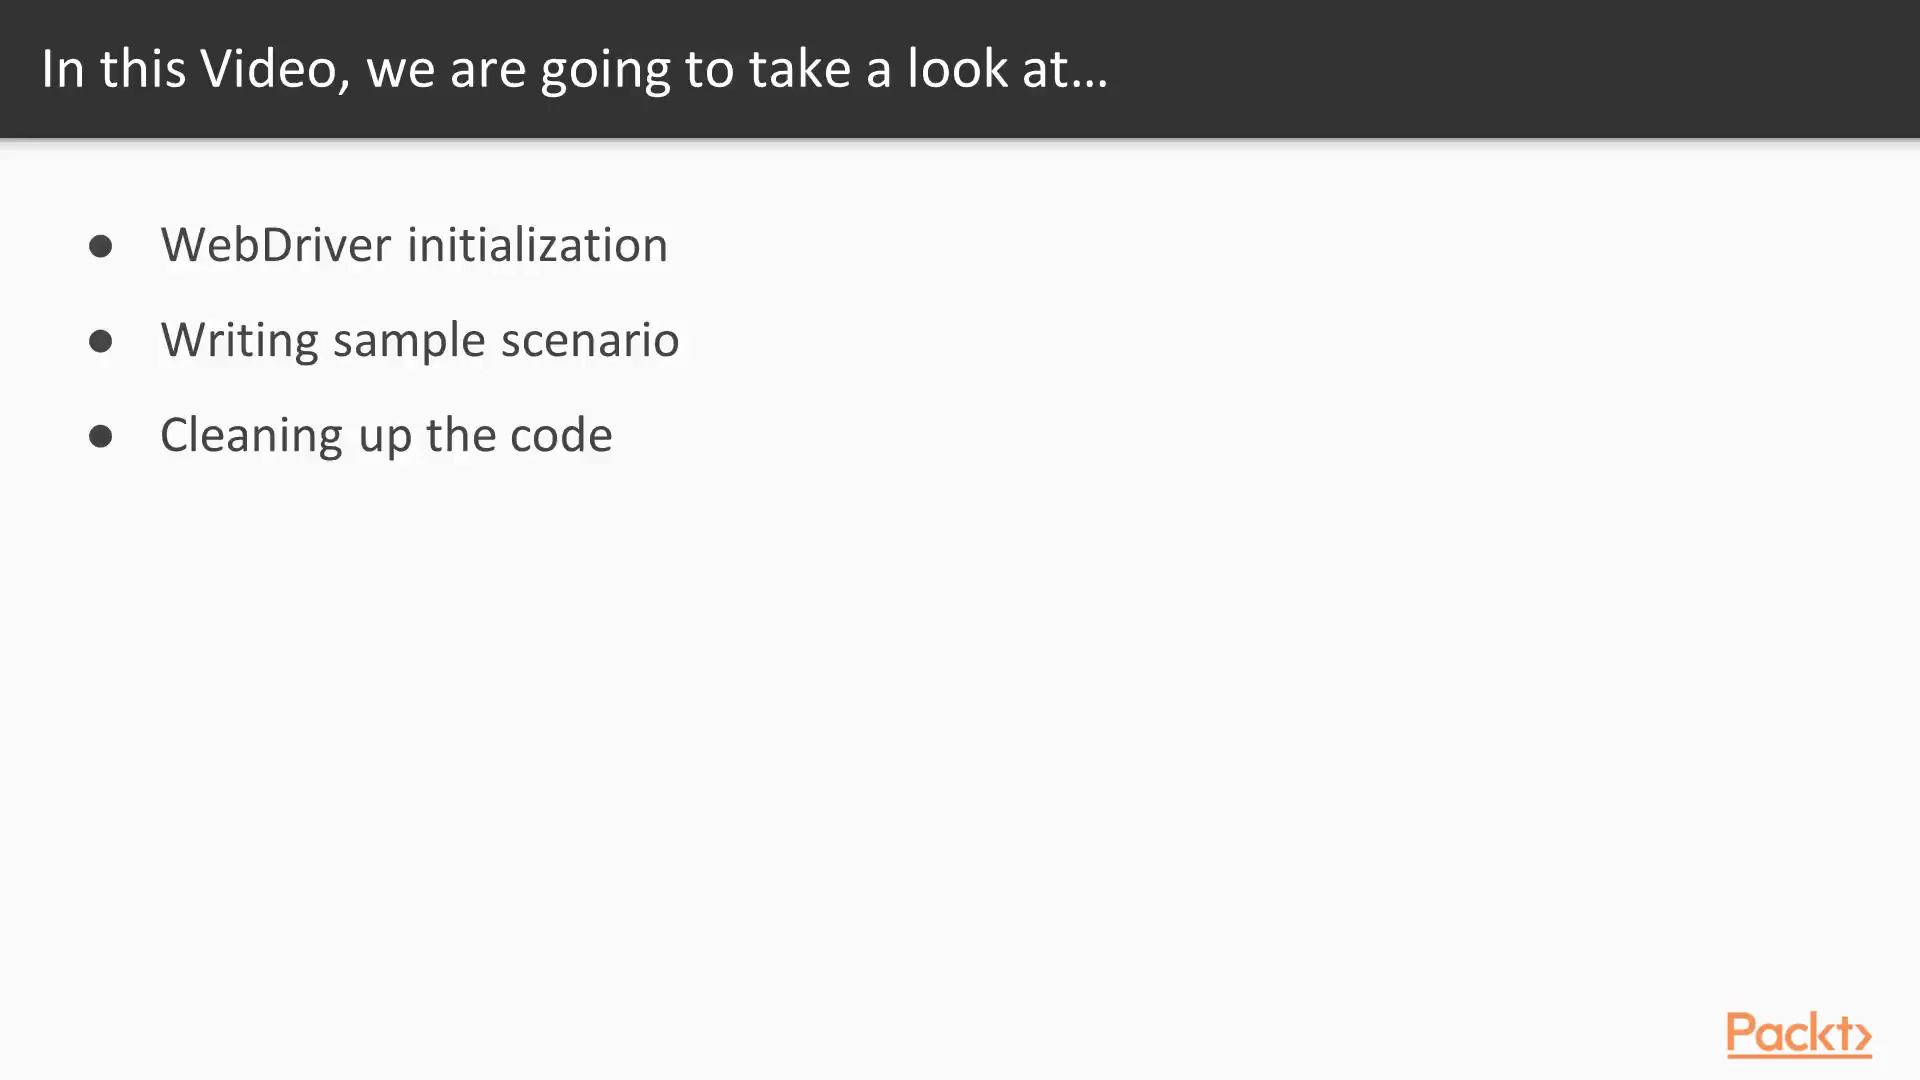 In this Video, we are going to take a look at...
● WebDriver initialization
● Writing sample scenario
● Cleaning up the code
Packt>